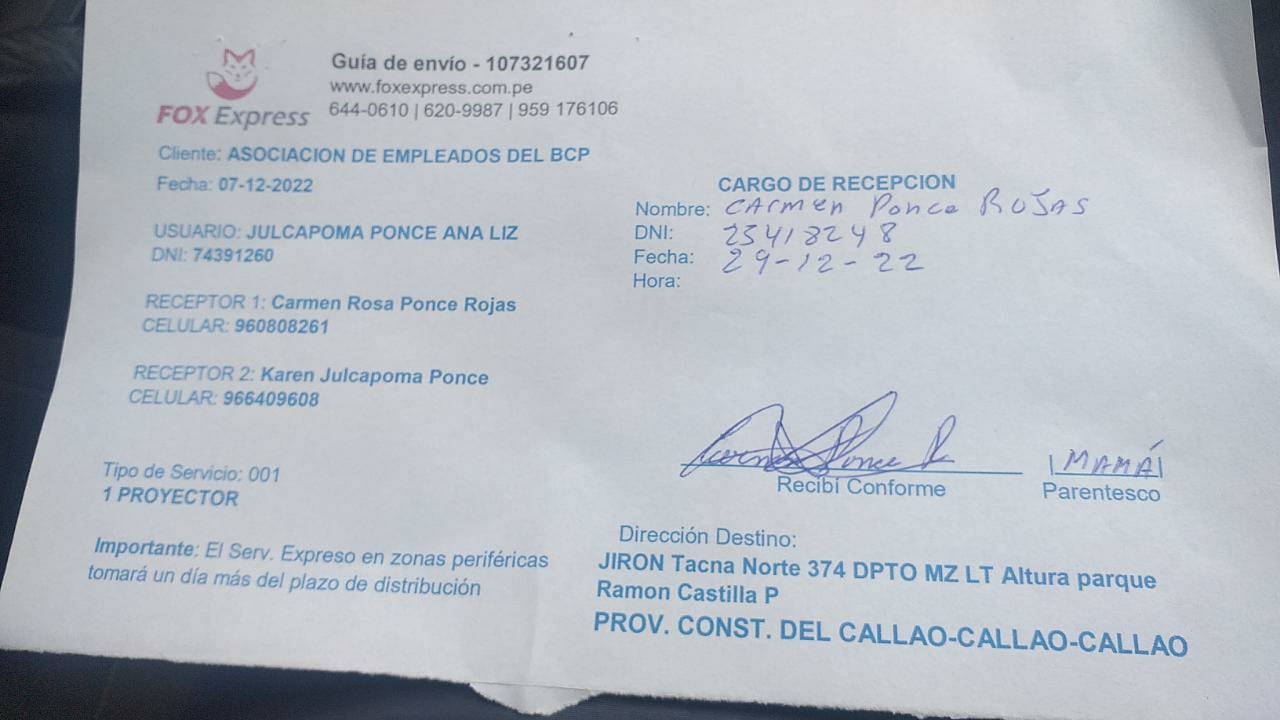 FOX Express
Guía de envío - 107321607
www.foxexpress.com.pe
644-0610 | 620-9987 | 959 176106
Cliente: ASOCIACION DE EMPLEADOS DEL BCP
Fecha: 07-12-2022
USUARIO: JULCAPOMA PONCE ANA LIZ
DNI: 74391260
RECEPTOR 1: Carmen Rosa Ponce Rojas
CELULAR: 960808261
RECEPTOR 2: Karen Julcapoma Ponce
CELULAR: 966409608
Tipo de Servicio: 001
1 PROYECTOR
Importante: El Serv. Expreso en zonas periféricas
tomará un día más del plazo de distribución
CARGO DE RECEPCION
Nombre: Carmen Ponce ROJAS
DNI: 25418248
Fecha: 29-12-22
Hora:
Ponce R
Recibí Conforme
MAMÁ
Parentesco
Dirección Destino:
JIRON Tacna Norte 374 DPTO MZ LT Altura parque
Ramon Castilla P
PROV. CONST. DEL CALLAO-CALLAO-CALLAO